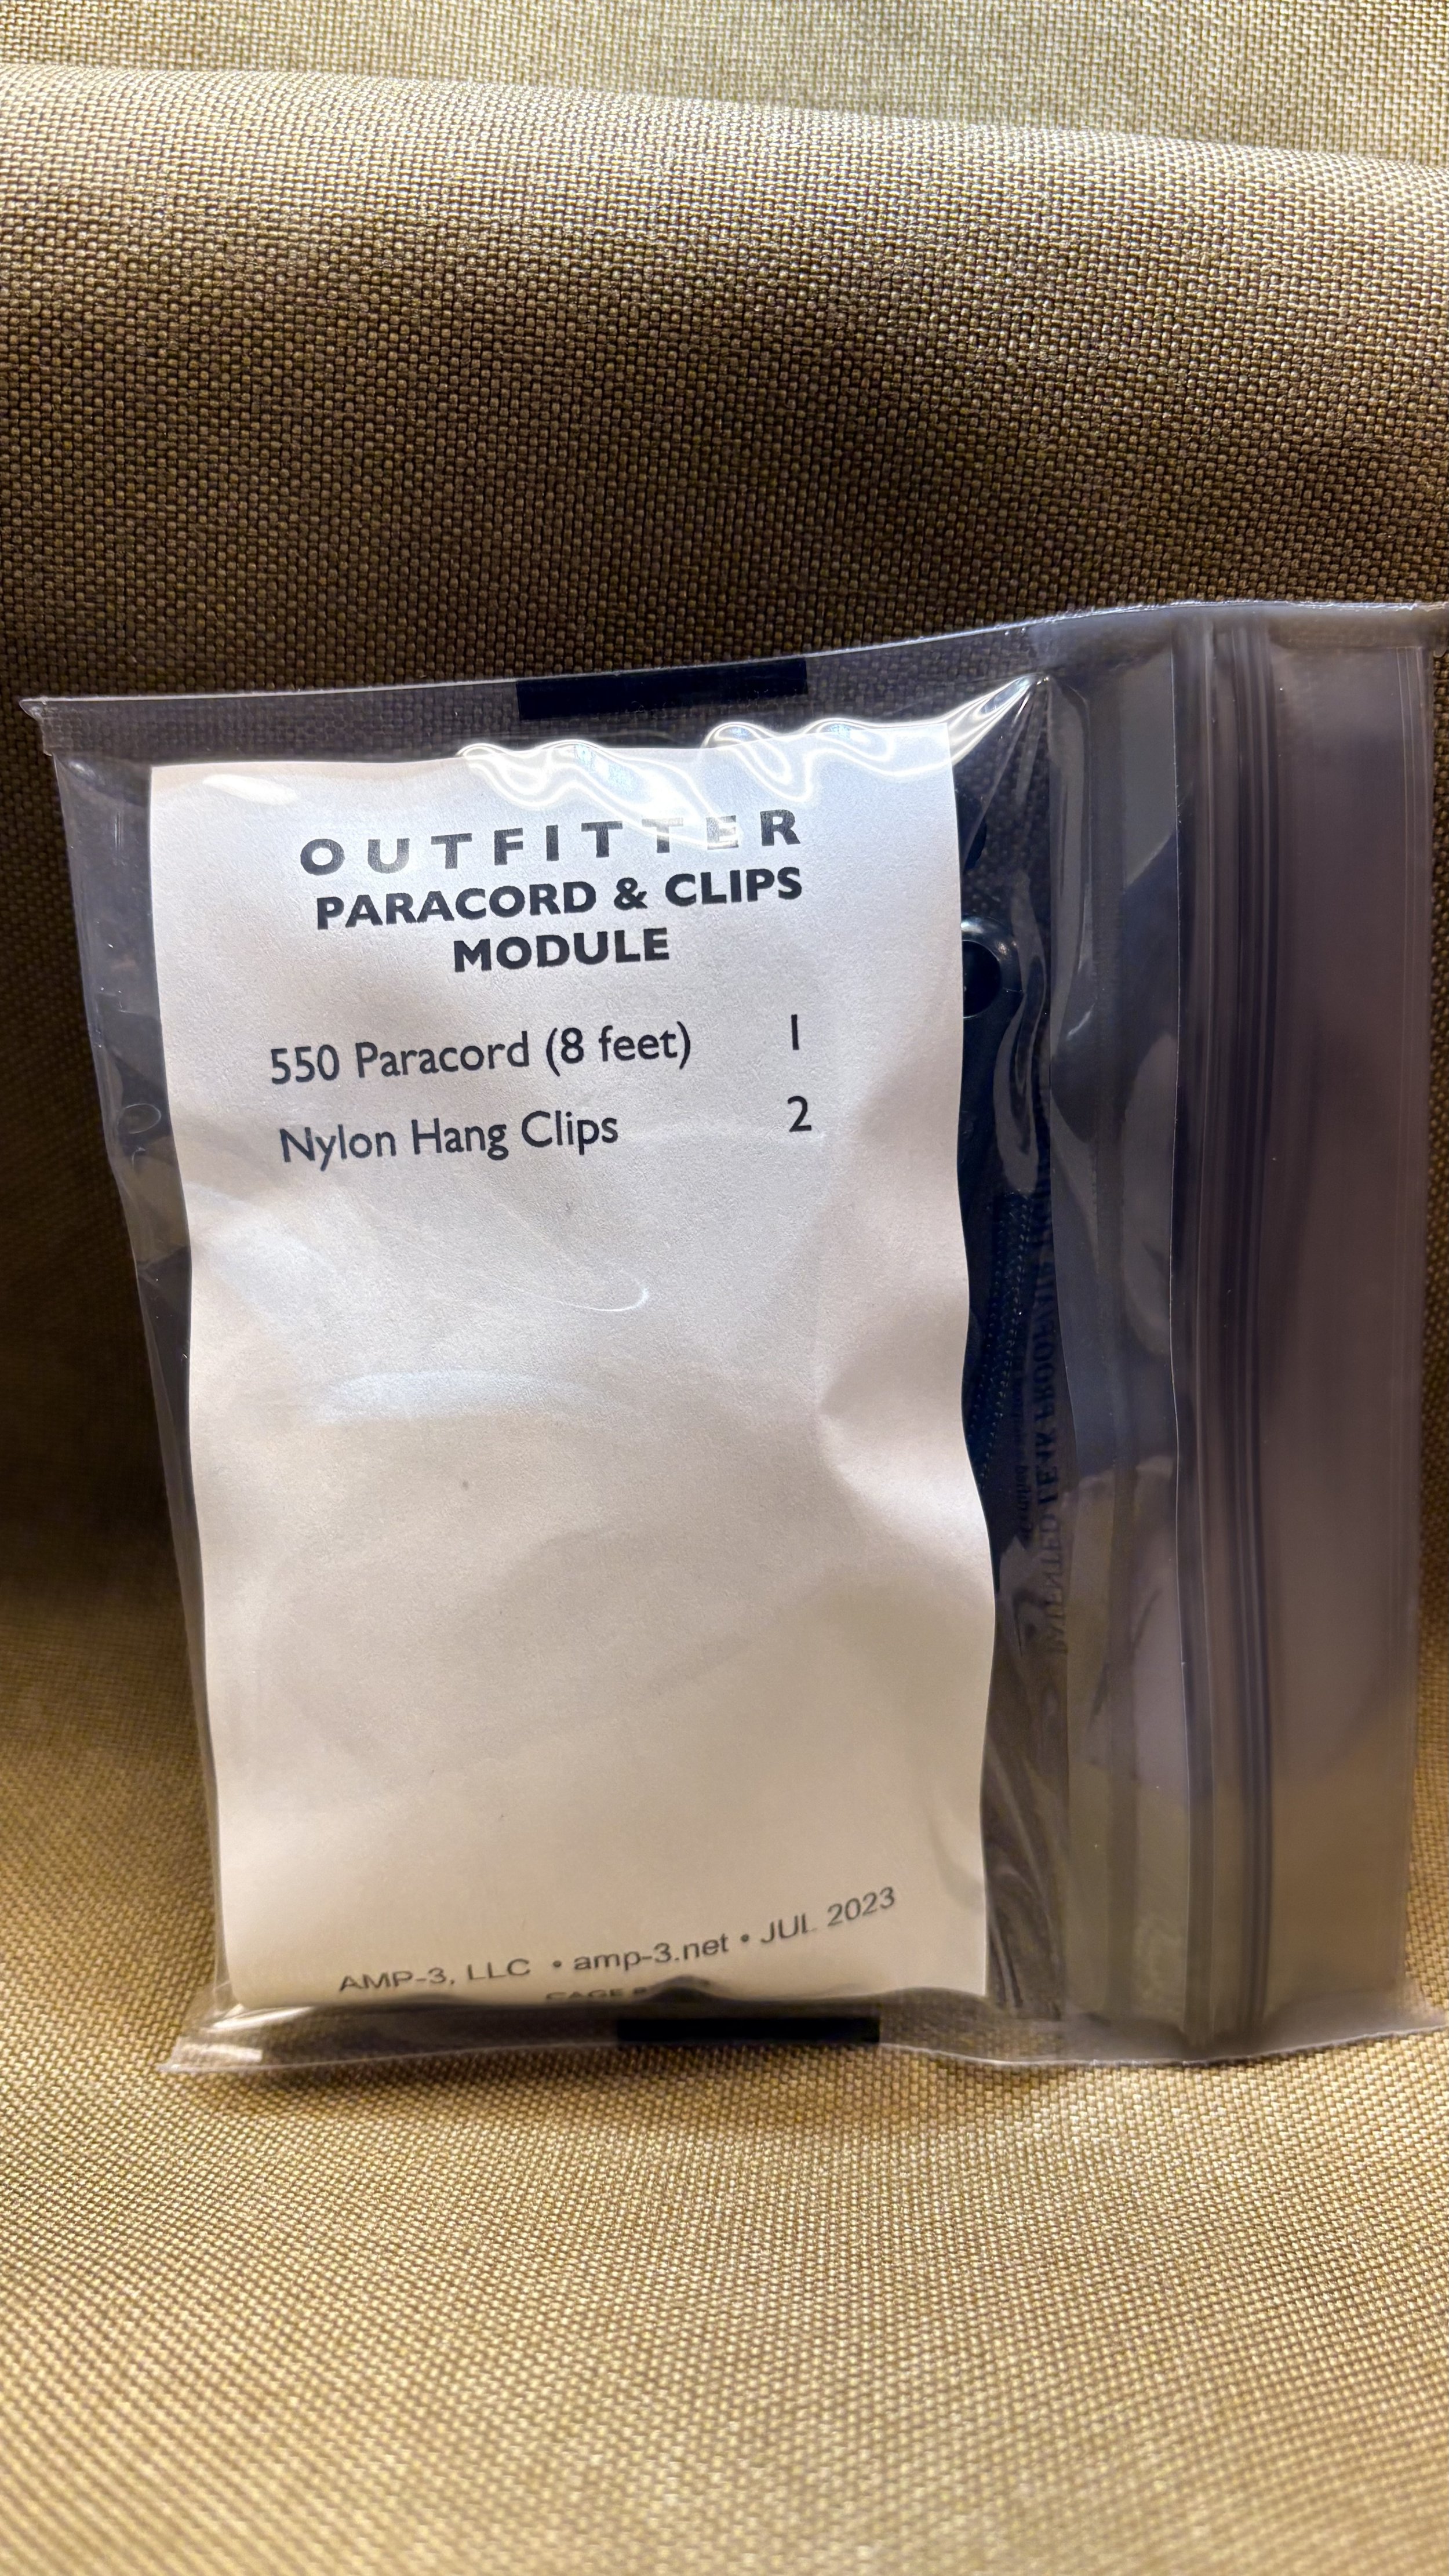 OUTFITTER
PARACORD & CLIPS
MODULE
550 Paracord (8 feet) 1
Nylon Hang Clips 2
AMP-3, LLC • amp-3.net • JUL 2023
CAGE